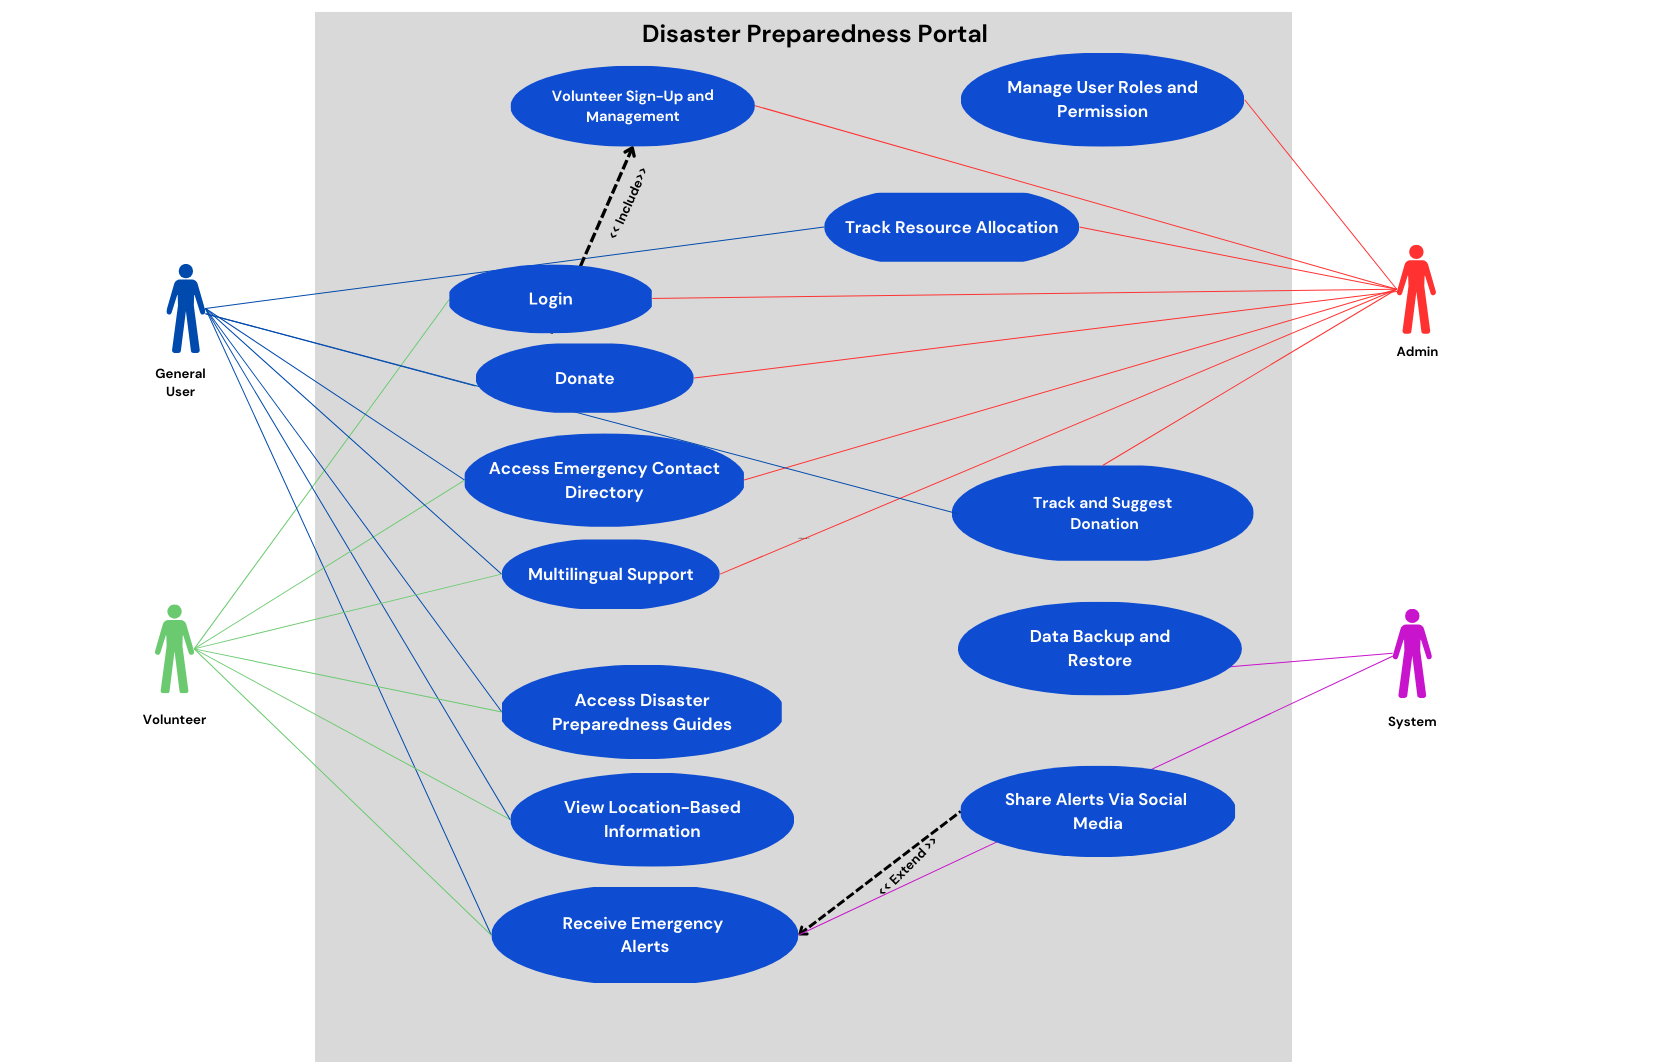 Disaster Preparedness Portal
Volunteer Sign-Up and
Management
Manage User Roles and
Permission
<< Include>>
Track Resource Allocation
Login
General
User
Admin
Donate
Access Emergency Contact
Directory
Track and Suggest
Donation
Multilingual Support
Data Backup and
Restore
Volunteer
System
Access Disaster
Preparedness Guides
View Location-Based
Information
Share Alerts Via Social
Media
<< Extend >>
Receive Emergency
Alerts